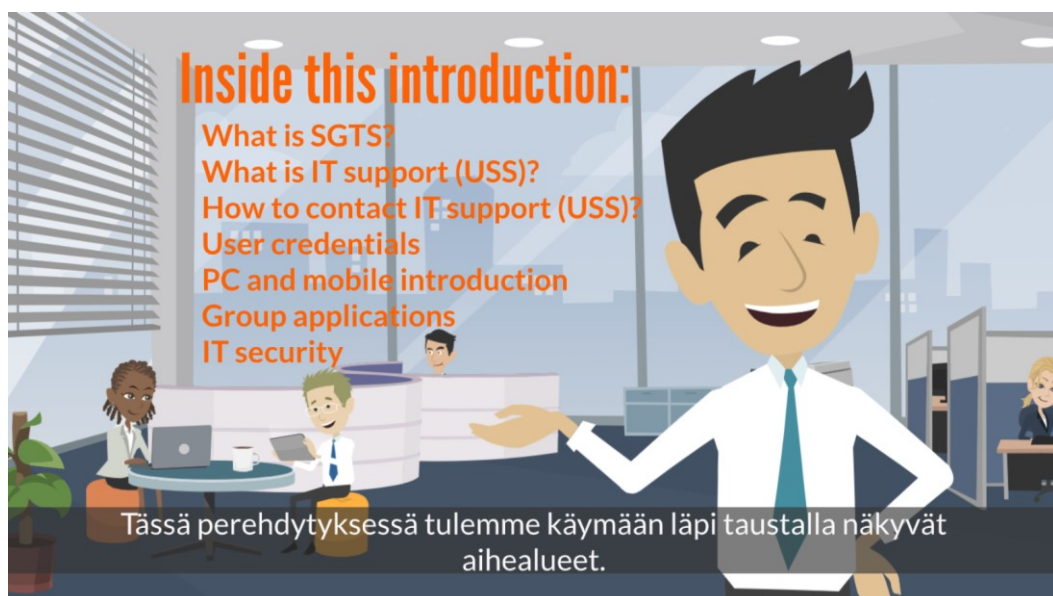 Inside this introduction:
What is SGTS?
What is IT support (USS)?
How to contact IT support (USS)?
User credentials
PC and mobile introduction
Group applications
IT security
Tässä perehdytyksessä tulemme käymään läpi taustalla näkyvät
aihealueet.